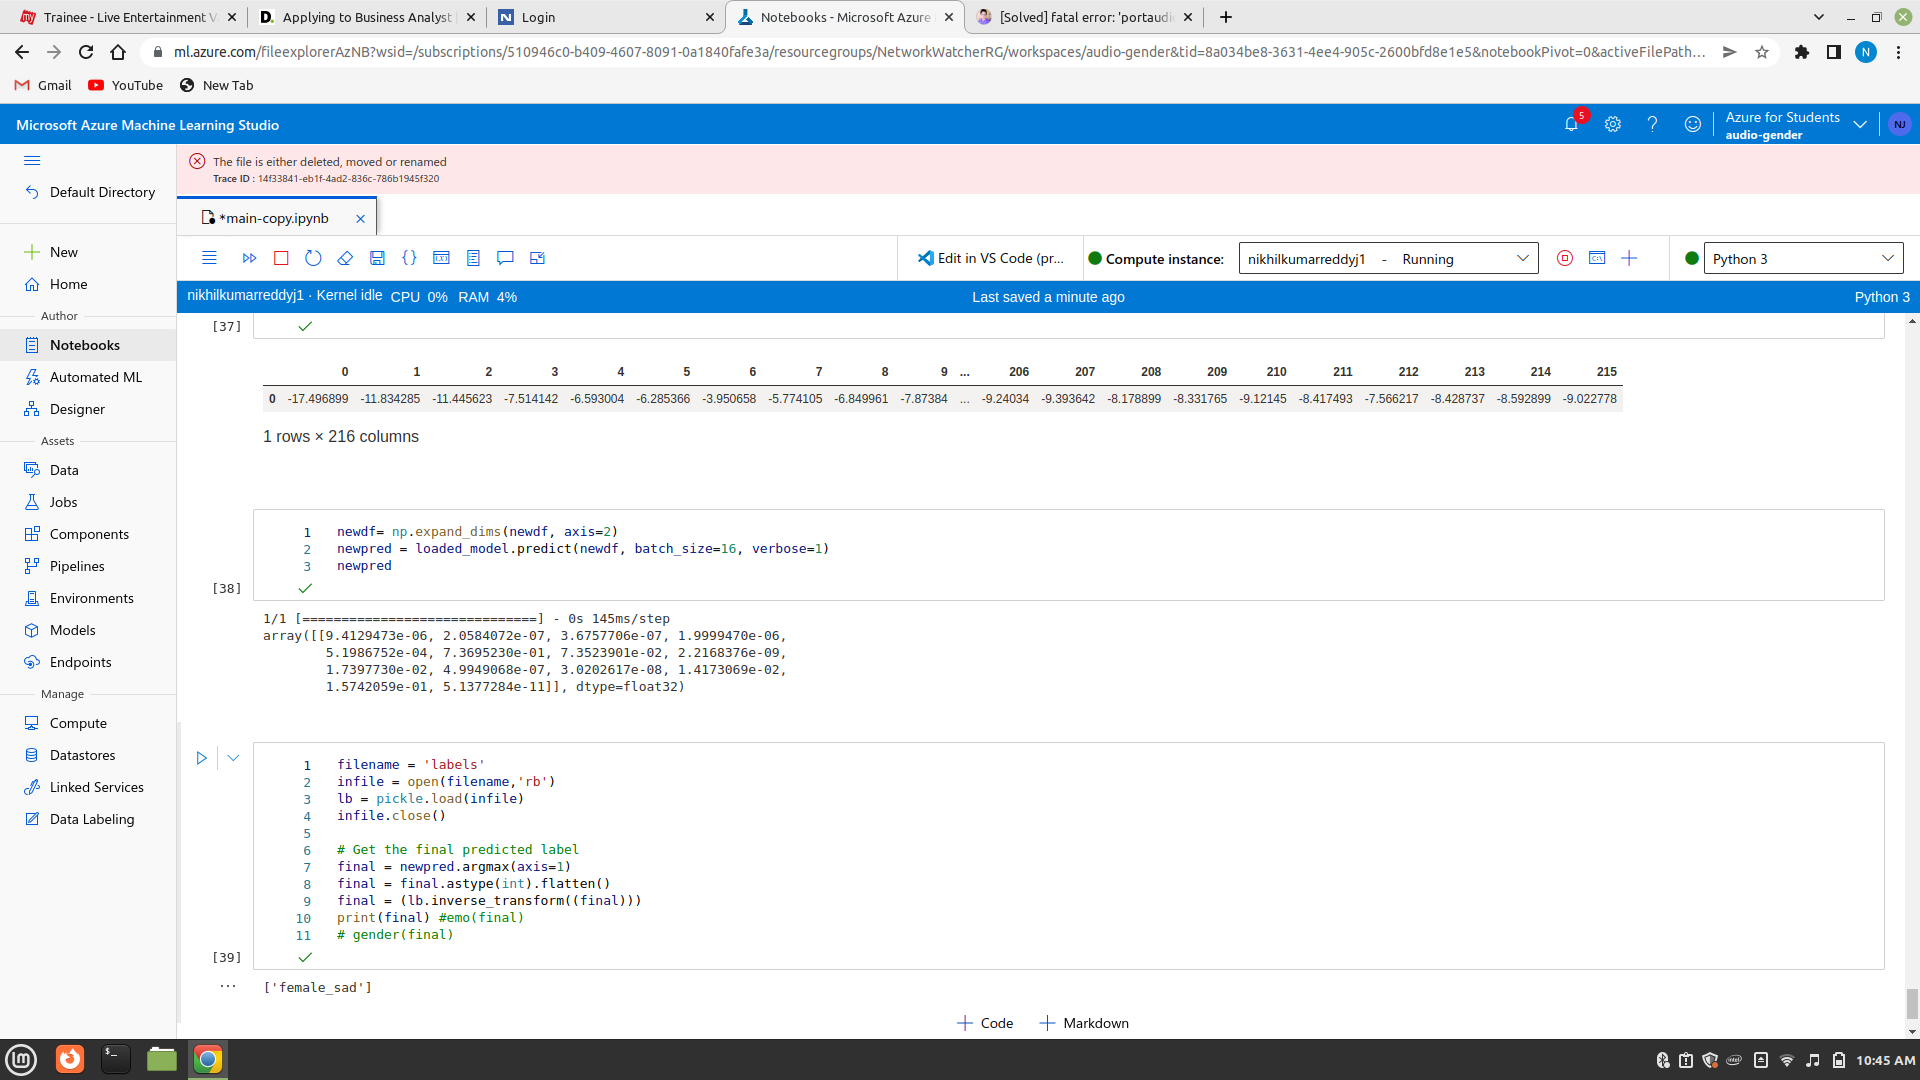 Trainee - Live Entertainment V
Applying to Business Analyst
Login
Notebooks - Microsoft Azure
[Solved] fatal error: 'portaudi
ml.azure.com/fileexplorerAzNB?wsid=/subscriptions/510946c0-b409-4607-8091-0a1840fafe3a/resourcegroups/NetworkWatcherRG/workspaces/audio-gender&tid=8a034be8-3631-4ee4-905c-2600bfd8e1e5&notebookPivot=0&activeFilePath...
N
Gmail
YouTube
New Tab
Microsoft Azure Machine Learning Studio
5
Azure for Students
audio-gender
NJ
The file is either deleted, moved or renamed
Trace ID : 14f33841-eb1f-4ad2-836c-786b1945f320
Default Directory
New
Home
Author
Notebooks
Automated ML
Designer
Assets
Data
Jobs
Components
Pipelines
Environments
Models
Endpoints
Manage
Compute
Datastores
Linked Services
Data Labeling
*main-copy.ipynb
Edit in VS Code (pr...
Compute instance:
nikhilkumarreddyj1 - Running
Python 3
nikhilkumarreddyj1 · Kernel idle CPU 0% RAM 4%
Last saved a minute ago
Python 3
[37]
0 1 2 3 4 5 6 7 8 9 ... 206 207 208 209 210 211 212 213 214 215
0 -17.496899 -11.834285 -11.445623 -7.514142 -6.593004 -6.285366 -3.950658 -5.774105 -6.849961 -7.87384 ... -9.24034 -9.393642 -8.178899 -8.331765 -9.12145 -8.417493 -7.566217 -8.428737 -8.592899 -9.022778
1 rows × 216 columns
1 newdf= np.expand_dims(newdf, axis=2)
2 newpred = loaded_model.predict(newdf, batch_size=16, verbose=1)
3 newpred
[38]
1/1 [==============================] - 0s 145ms/step
array([[9.4129473e-06, 2.0584072e-07, 3.6757706e-07, 1.9999470e-06,
5.1986752e-04, 7.3695230e-01, 7.3523901e-02, 2.2168376e-09,
1.7397730e-02, 4.9949068e-07, 3.0202617e-08, 1.4173069e-02,
1.5742059e-01, 5.1377284e-11]], dtype=float32)
1 filename = 'labels'
2 infile = open(filename,'rb')
3 lb = pickle.load(infile)
4 infile.close()
5
6 # Get the final predicted label
7 final = newpred.argmax(axis=1)
8 final = final.astype(int).flatten()
9 final = (lb.inverse_transform((final)))
10 print(final) #emo(final)
11 # gender(final)
[39]
['female_sad']
Code
Markdown
10:45 AM